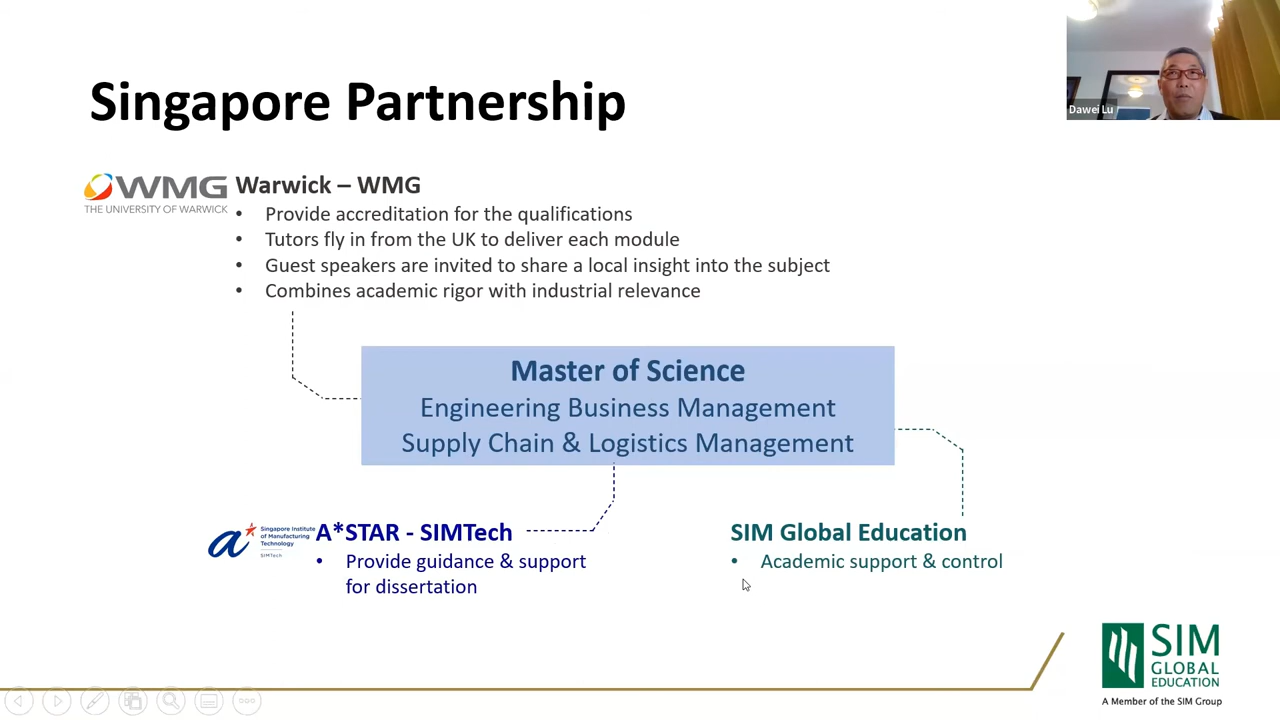 Singapore Partnership
Dawei Lu
WMG
THE UNIVERSITY OF WARWICK
Warwick – WMG
• Provide accreditation for the qualifications
• Tutors fly in from the UK to deliver each module
• Guest speakers are invited to share a local insight into the subject
• Combines academic rigor with industrial relevance
Master of Science
Engineering Business Management
Supply Chain & Logistics Management
a
Singapore Institute
of Manufacturing
Technology
SIMTech
A*STAR - SIMTech
• Provide guidance & support
for dissertation
SIM Global Education
• Academic support & control
SIM
GLOBAL
EDUCATION
A Member of the SIM Group